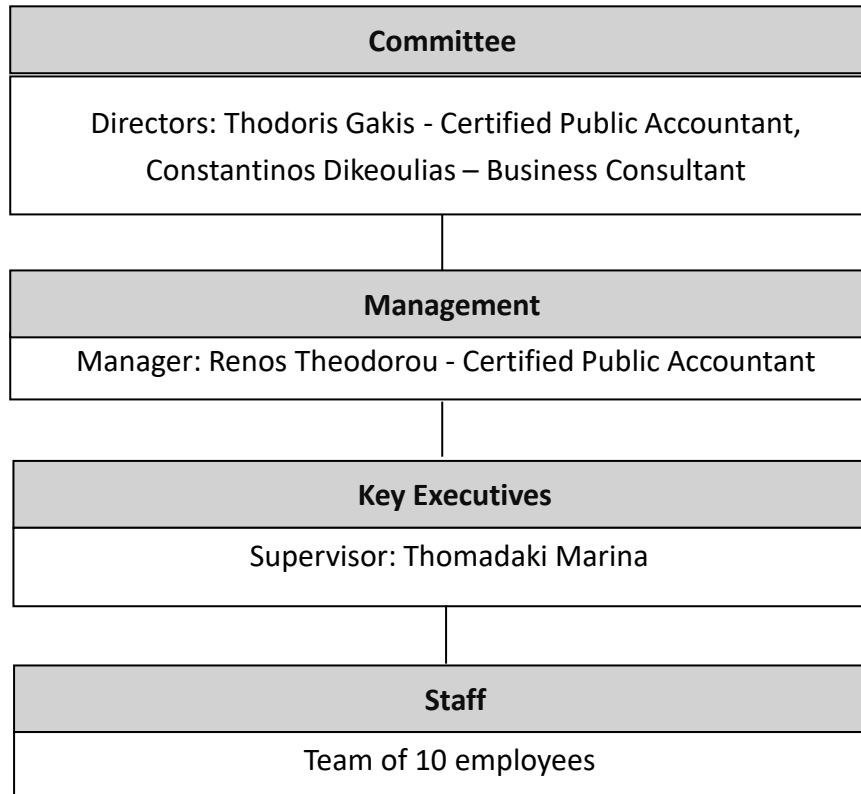 Committee
Directors: Thodoris Gakis - Certified Public Accountant,
Constantinos Dikeoulias – Business Consultant
Management
Manager: Renos Theodorou - Certified Public Accountant
Key Executives
Supervisor: Thomadaki Marina
Staff
Team of 10 employees